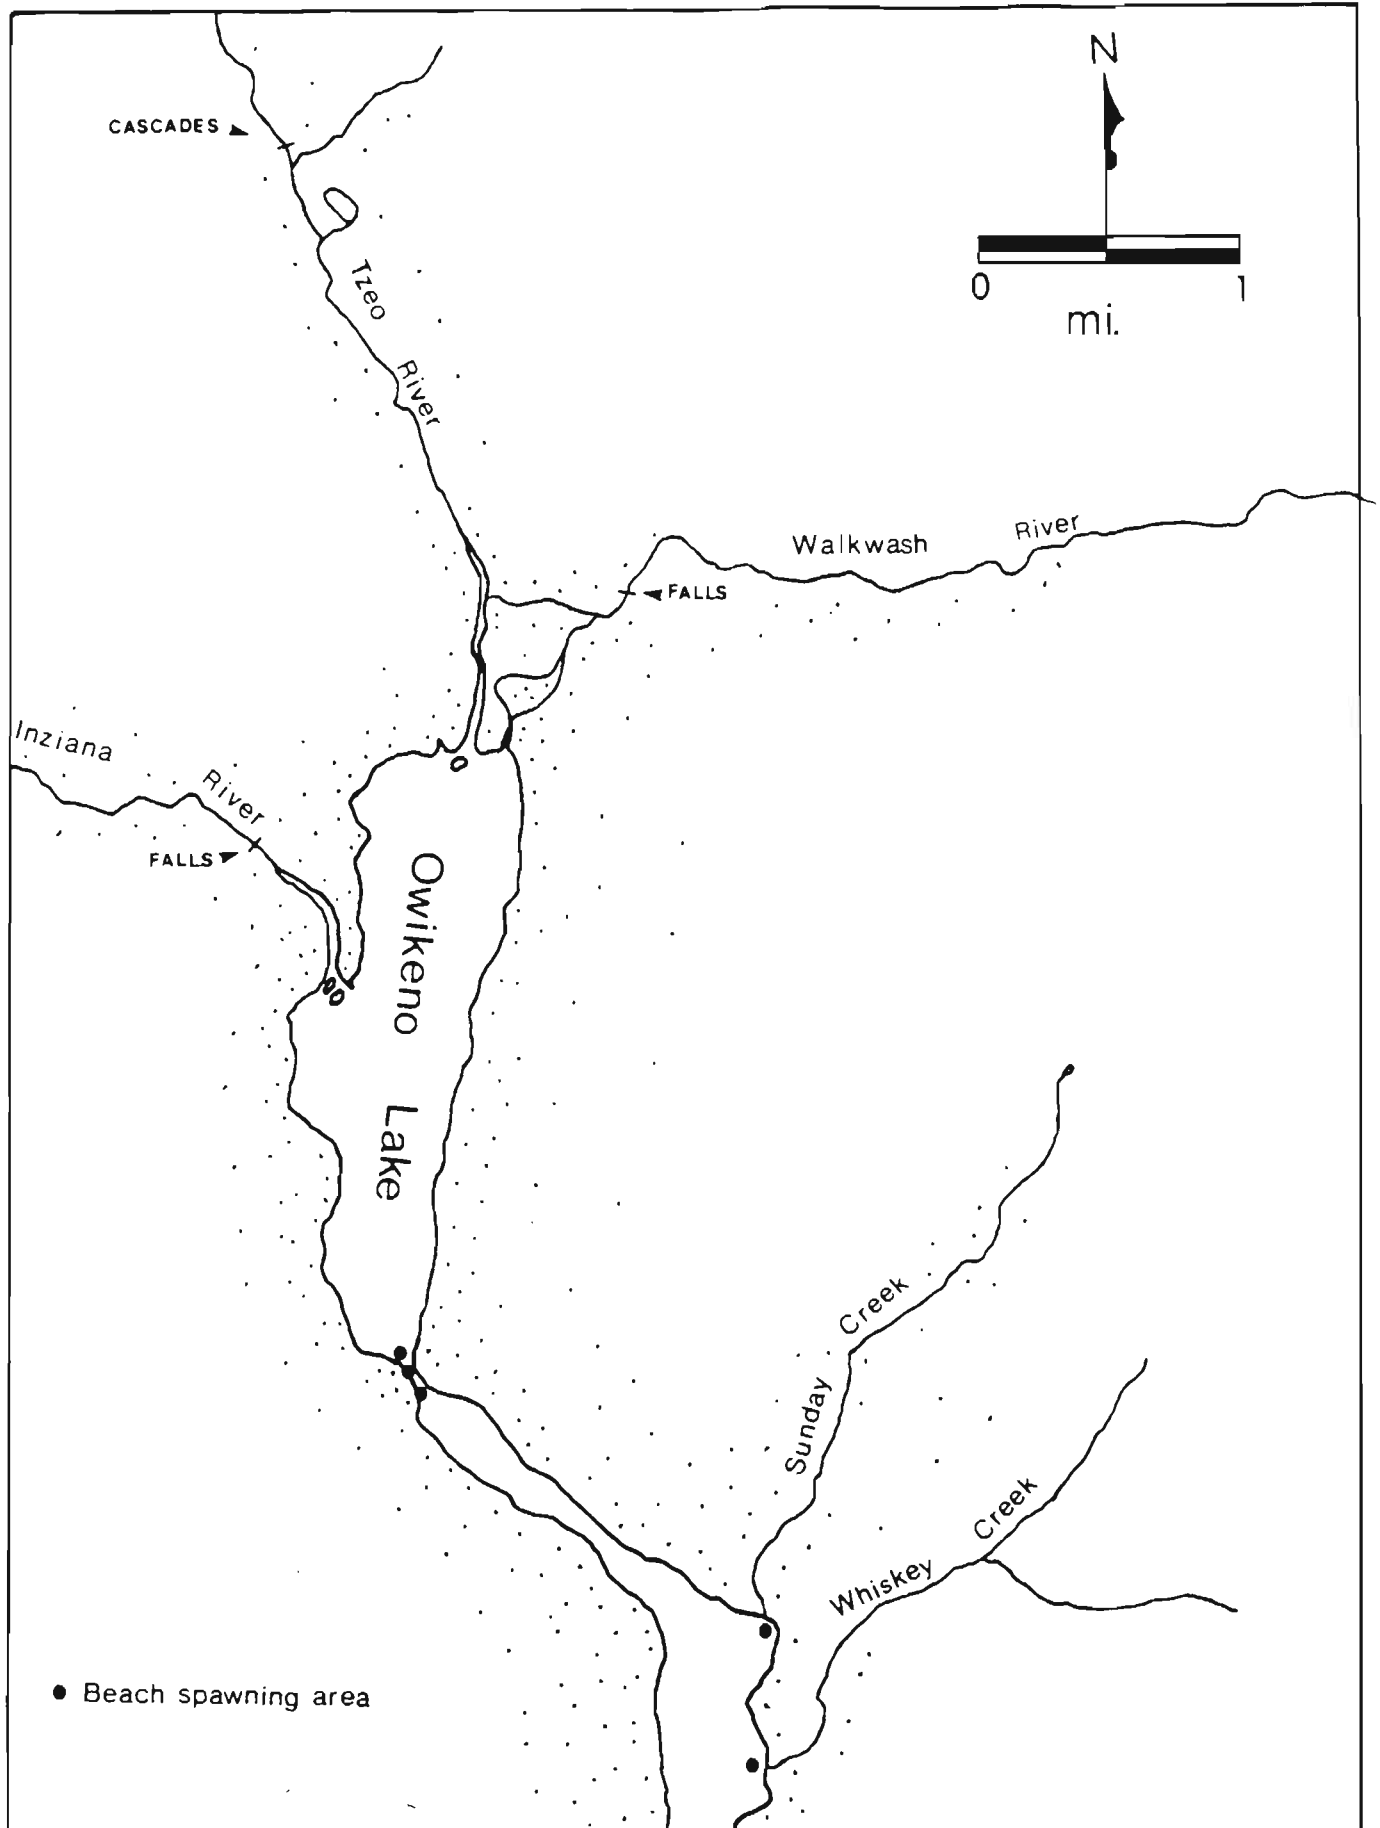 N
CASCADES
0 1
mi.
Tzeo River
Walkwash River
FALLS
Inziana River
FALLS
Owikeno Lake
Sunday Creek
Whiskey Creek
Beach spawning area